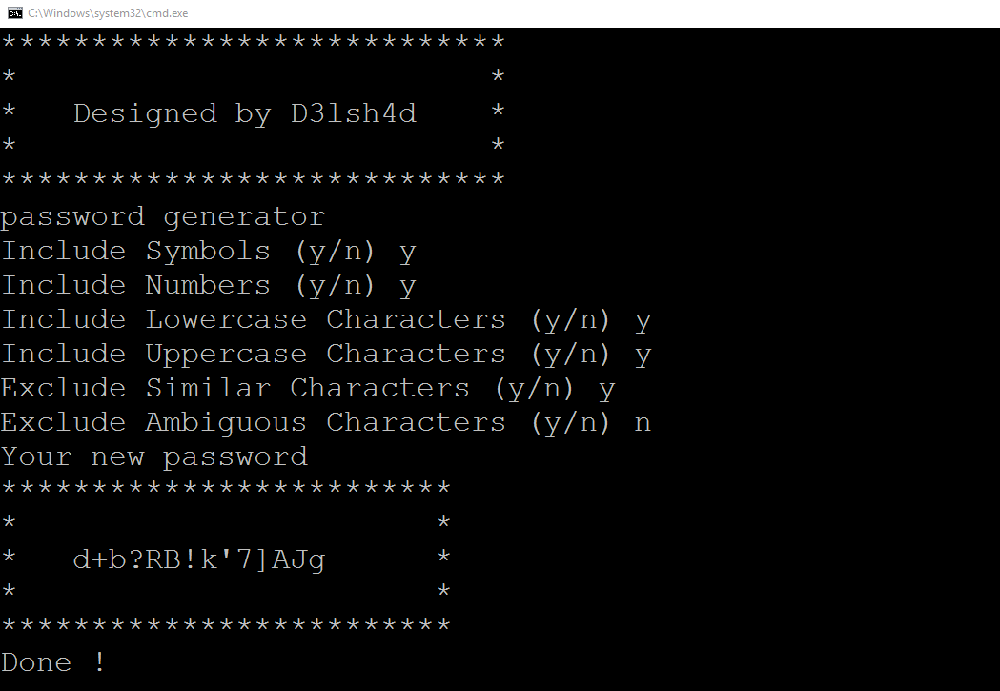 C:\Windows\system32\cmd.exe
****************************
*                          *
*   Designed by D3lsh4d    *
*                          *
****************************
password generator
Include Symbols (y/n) y
Include Numbers (y/n) y
Include Lowercase Characters (y/n) y
Include Uppercase Characters (y/n) y
Exclude Similar Characters (y/n) y
Exclude Ambiguous Characters (y/n) n
Your new password
*************************
*                       *
*   d+b?RB!k'7]AJg      *
*                       *
*************************
Done !